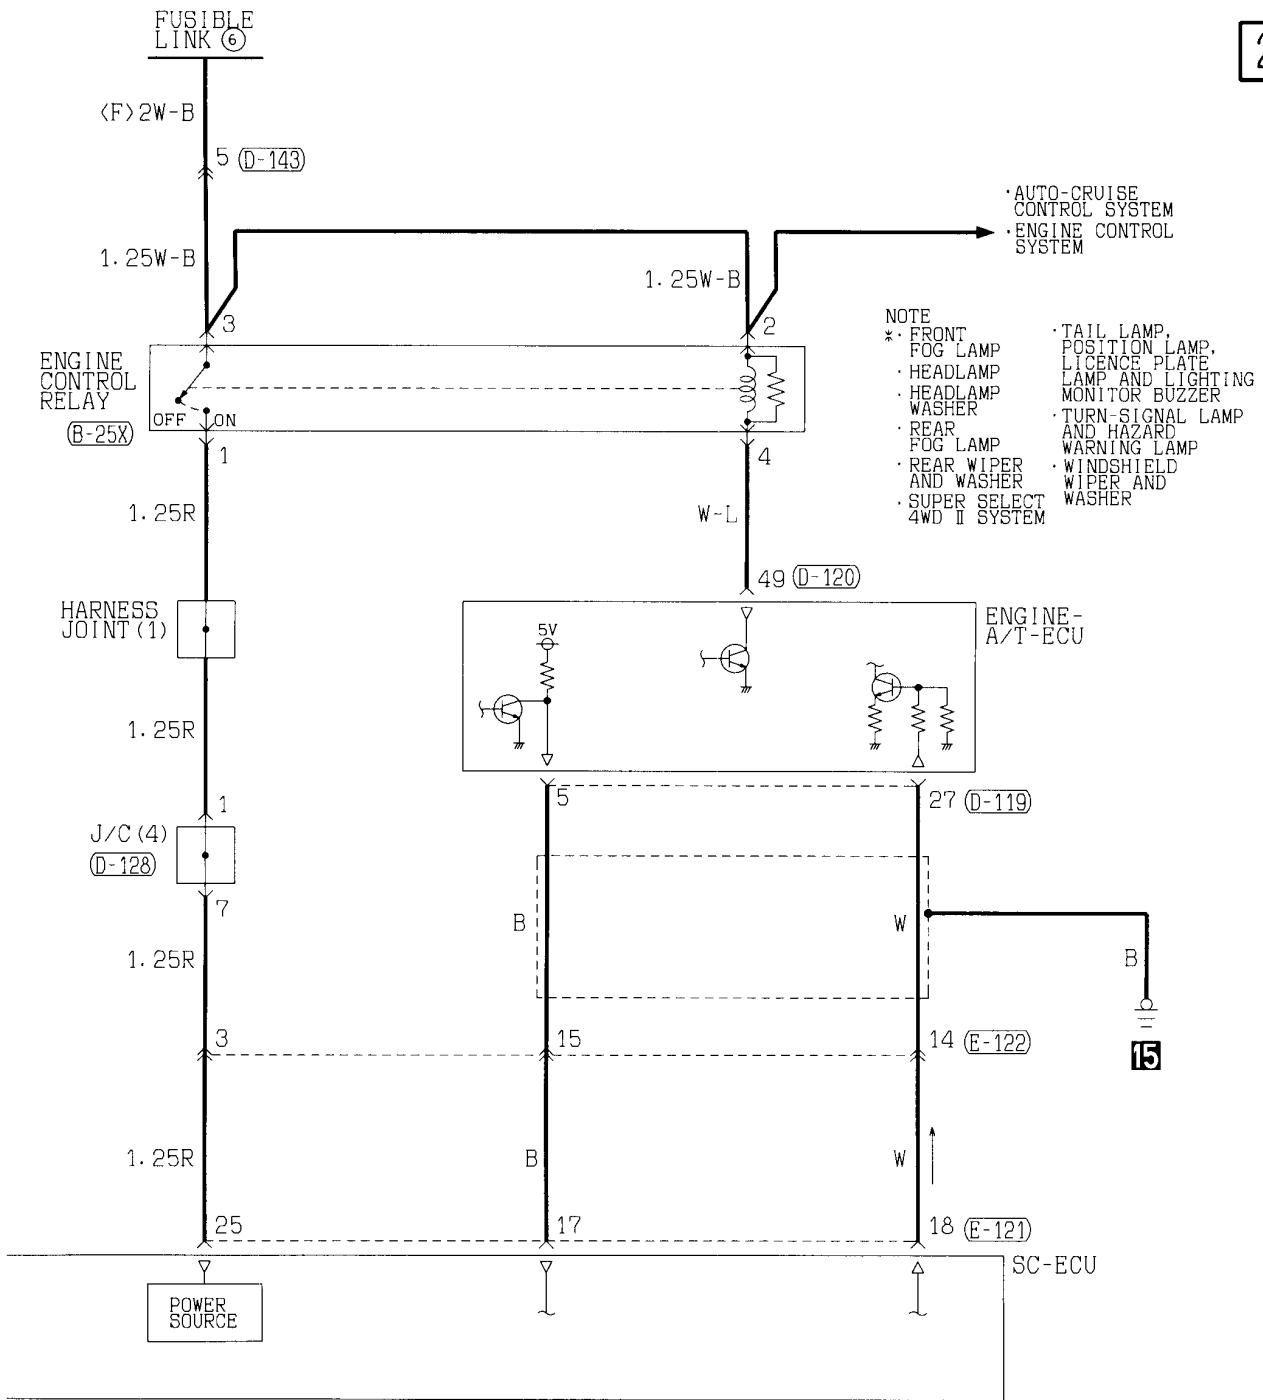 FUSIBLE
LINK ⑥
<F>2W-B
5 D-143
1.25W-B
1.25W-B
·AUTO-CRUISE
CONTROL SYSTEM
·ENGINE CONTROL
SYSTEM
3
2
ENGINE
CONTROL
RELAY
B-25X
OFF ON
1
4
NOTE
*· FRONT
FOG LAMP
· HEADLAMP
· HEADLAMP
WASHER
· REAR
FOG LAMP
· REAR WIPER
AND WASHER
· SUPER SELECT
4WD Ⅱ SYSTEM
· TAIL LAMP,
POSITION LAMP,
LICENCE PLATE
LAMP AND LIGHTING
MONITOR BUZZER
· TURN-SIGNAL LAMP
AND HAZARD
WARNING LAMP
· WINDSHIELD
WIPER AND
WASHER
1.25R
W-L
49 D-120
HARNESS
JOINT(1)
5V
ENGINE-
A/T-ECU
1.25R
1
5
27 D-119
J/C(4)
D-128
7
1.25R
B
W
B
3
15
14 E-122
15
1.25R
B
W
25
17
18 E-121
SC-ECU
POWER
SOURCE